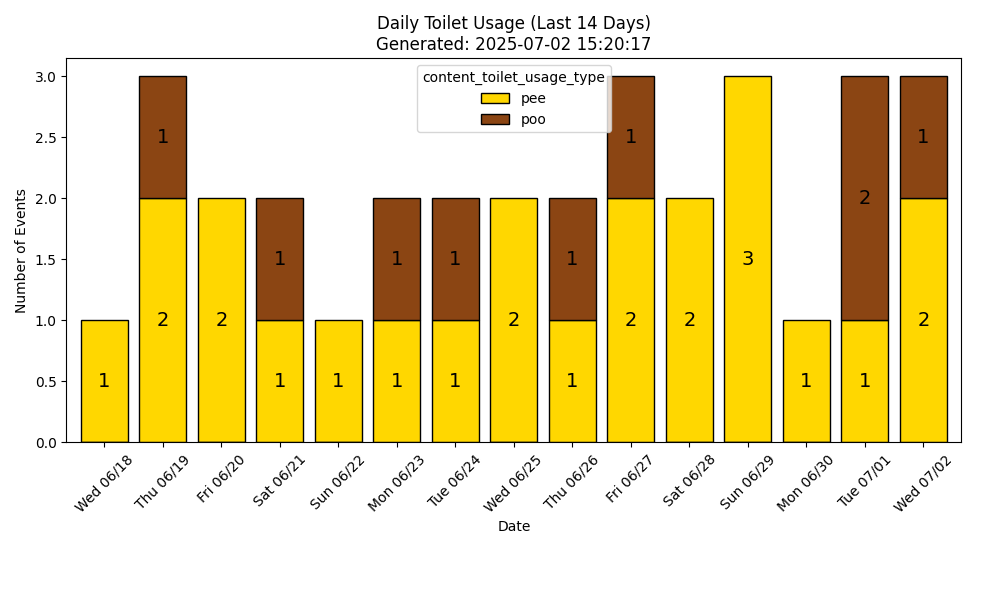 Daily Toilet Usage (Last 14 Days)
Generated: 2025-07-02 15:20:17
content_toilet_usage_type
pee
poo
Number of Events
3.0
2.5
2.0
1.5
1.0
0.5
0.0
1 1 1 2 1
1 1 1 1
2 2 1 1 1 1 1 2 1 2 2 3 1 1 2
Wed 06/18
Thu 06/19
Fri 06/20
Sat 06/21
Sun 06/22
Mon 06/23
Tue 06/24
Wed 06/25
Thu 06/26
Fri 06/27
Sat 06/28
Sun 06/29
Mon 06/30
Tue 07/01
Wed 07/02
Date